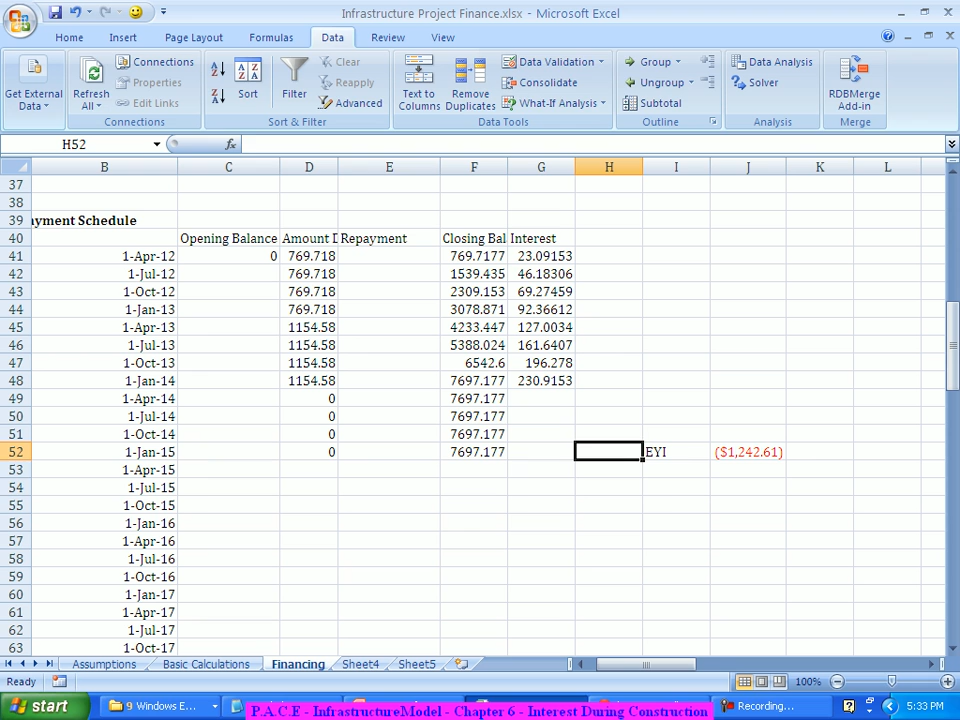 Infrastructure Project Finance.xlsx - Microsoft Excel
Home Insert Page Layout Formulas Data Review View
Get External Data
Refresh All
Connections
Properties
Edit Links
Connections
Sort
Filter
Clear
Reapply
Advanced
Sort & Filter
Text to Columns
Remove Duplicates
Data Validation
Consolidate
What-If Analysis
Data Tools
Group
Ungroup
Subtotal
Outline
Data Analysis
Solver
Analysis
RDBMerge Add-in
Merge
H52 fx
B C D E F G H I J K L
37
38
39 ayment Schedule
40 Opening Balance Amount D Repayment Closing Bal Interest
41 1-Apr-12 0 769.718 769.7177 23.09153
42 1-Jul-12 769.718 1539.435 46.18306
43 1-Oct-12 769.718 2309.153 69.27459
44 1-Jan-13 769.718 3078.871 92.36612
45 1-Apr-13 1154.58 4233.447 127.0034
46 1-Jul-13 1154.58 5388.024 161.6407
47 1-Oct-13 1154.58 6542.6 196.278
48 1-Jan-14 1154.58 7697.177 230.9153
49 1-Apr-14 0 7697.177
50 1-Jul-14 0 7697.177
51 1-Oct-14 0 7697.177
52 1-Jan-15 0 7697.177 EYI ($1,242.61)
53 1-Apr-15
54 1-Jul-15
55 1-Oct-15
56 1-Jan-16
57 1-Apr-16
58 1-Jul-16
59 1-Oct-16
60 1-Jan-17
61 1-Apr-17
62 1-Jul-17
63 1-Oct-17
Assumptions Basic Calculations Financing Sheet4 Sheet5
Ready 100%
start 9 Windows E... Recording... 5:33 PM
P.A.C.E - InfrastructureModel - Chapter 6 - Interest During Construction